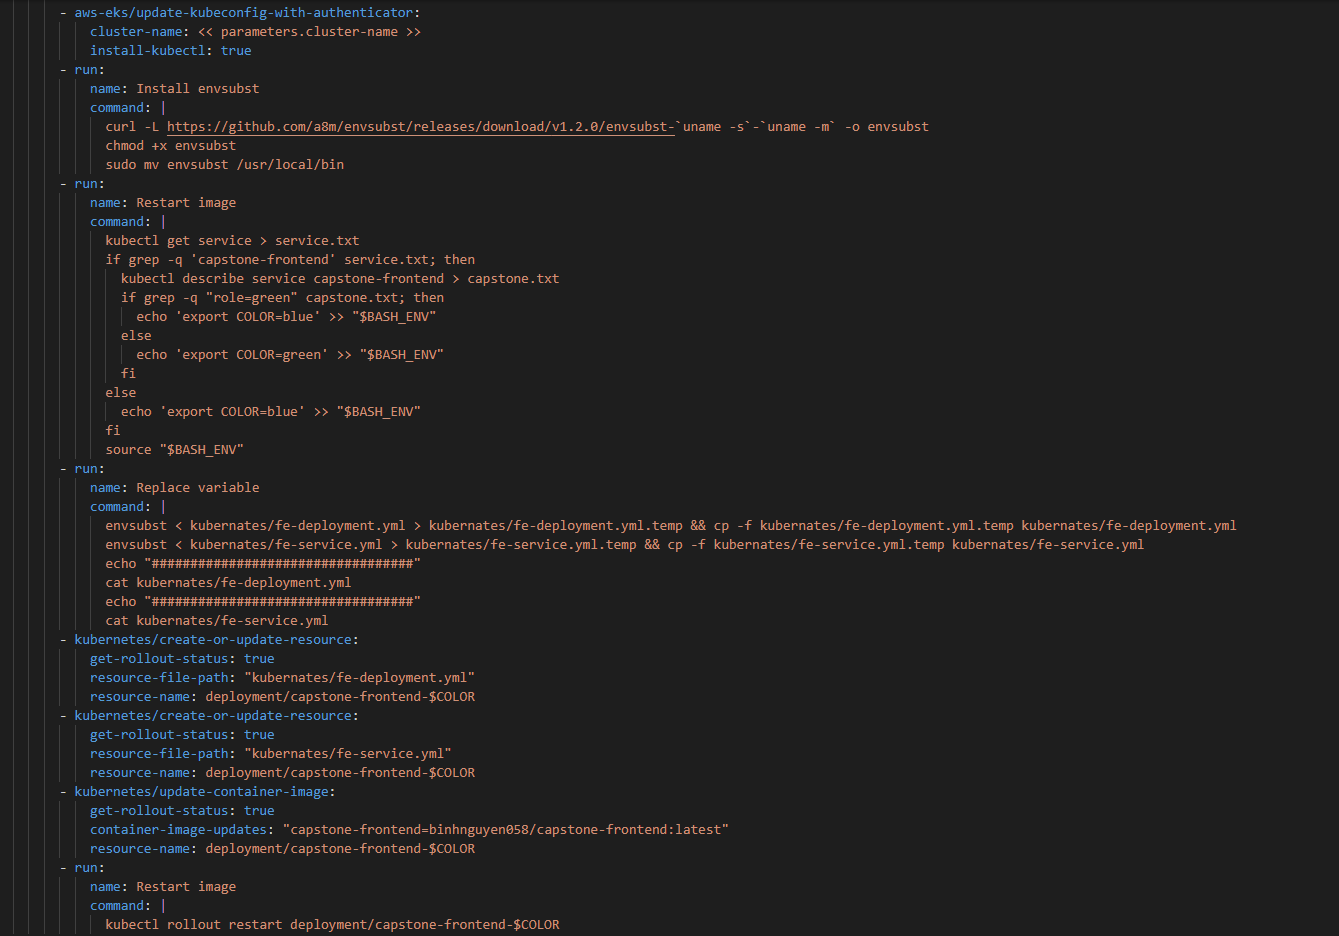 - aws-eks/update-kubeconfig-with-authenticator:
cluster-name: << parameters.cluster-name >>
install-kubectl: true
- run:
name: Install envsubst
command: |
curl -L https://github.com/a8m/envsubst/releases/download/v1.2.0/envsubst-`uname -s`-`uname -m` -o envsubst
chmod +x envsubst
sudo mv envsubst /usr/local/bin
- run:
name: Restart image
command: |
kubectl get service > service.txt
if grep -q 'capstone-frontend' service.txt; then
kubectl describe service capstone-frontend > capstone.txt
if grep -q "role=green" capstone.txt; then
echo 'export COLOR=blue' >> "$BASH_ENV"
else
echo 'export COLOR=green' >> "$BASH_ENV"
fi
else
echo 'export COLOR=blue' >> "$BASH_ENV"
fi
source "$BASH_ENV"
- run:
name: Replace variable
command: |
envsubst < kubernates/fe-deployment.yml > kubernates/fe-deployment.yml.temp && cp -f kubernates/fe-deployment.yml.temp kubernates/fe-deployment.yml
envsubst < kubernates/fe-service.yml > kubernates/fe-service.yml.temp && cp -f kubernates/fe-service.yml.temp kubernates/fe-service.yml
echo "##################################"
cat kubernates/fe-deployment.yml
echo "##################################"
cat kubernates/fe-service.yml
- kubernetes/create-or-update-resource:
get-rollout-status: true
resource-file-path: "kubernates/fe-deployment.yml"
resource-name: deployment/capstone-frontend-$COLOR
- kubernetes/create-or-update-resource:
get-rollout-status: true
resource-file-path: "kubernates/fe-service.yml"
resource-name: deployment/capstone-frontend-$COLOR
- kubernetes/update-container-image:
get-rollout-status: true
container-image-updates: "capstone-frontend=binhnguyen058/capstone-frontend:latest"
resource-name: deployment/capstone-frontend-$COLOR
- run:
name: Restart image
command: |
kubectl rollout restart deployment/capstone-frontend-$COLOR